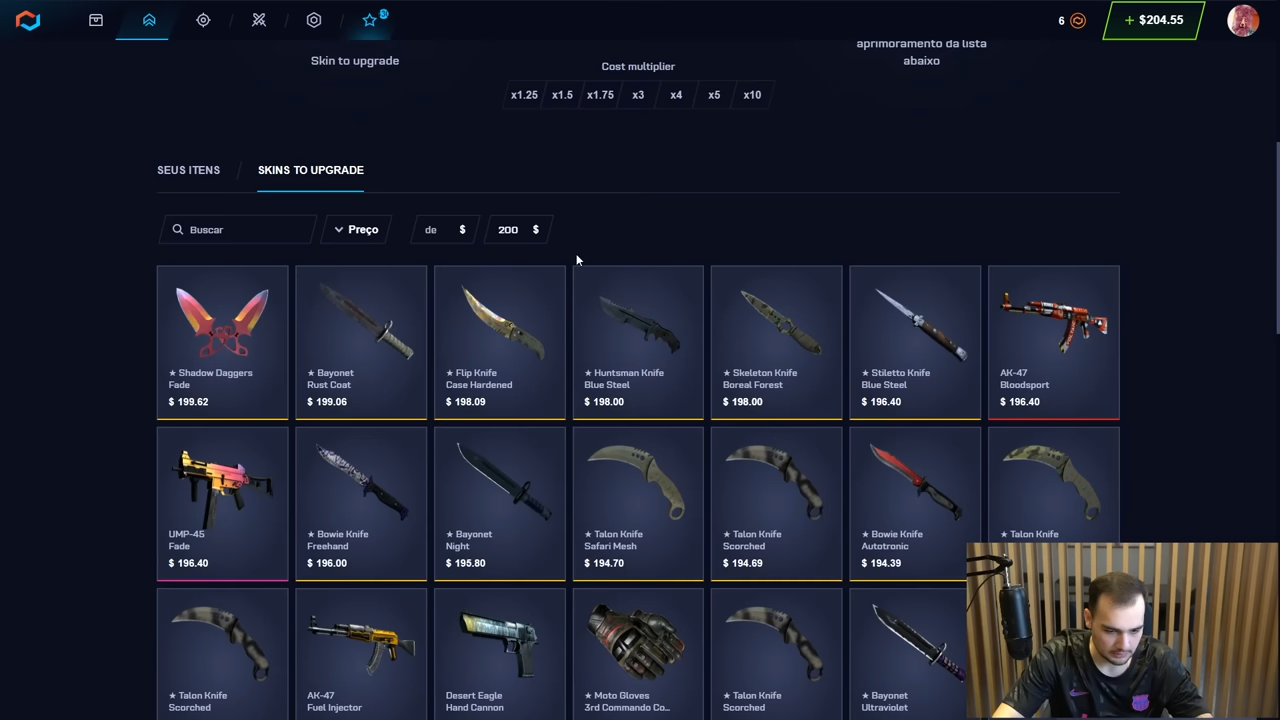 6
+ $204.55
aprimoramento da lista
abaixo
Skin to upgrade
Cost multiplier
x1.25 x1.5 x1.75 x3 x4 x5 x10
SEUS ITENS / SKINS TO UPGRADE
Buscar
Preço
de $
200 $
★ Shadow Daggers
Fade
$ 199.62
★ Bayonet
Rust Coat
$ 199.06
★ Flip Knife
Case Hardened
$ 198.09
★ Huntsman Knife
Blue Steel
$ 198.00
★ Skeleton Knife
Boreal Forest
$ 198.00
★ Stiletto Knife
Blue Steel
$ 196.40
AK-47
Bloodsport
$ 196.40
UMP-45
Fade
$ 196.40
★ Bowie Knife
Freehand
$ 196.00
★ Bayonet
Night
$ 195.80
★ Talon Knife
Safari Mesh
$ 194.70
★ Talon Knife
Scorched
$ 194.69
★ Bowie Knife
Autotronic
$ 194.39
★ Talon Knife
★ Talon Knife
Scorched
AK-47
Fuel Injector
Desert Eagle
Hand Cannon
★ Moto Gloves
3rd Commando Co...
★ Talon Knife
Scorched
★ Bayonet
Ultraviolet